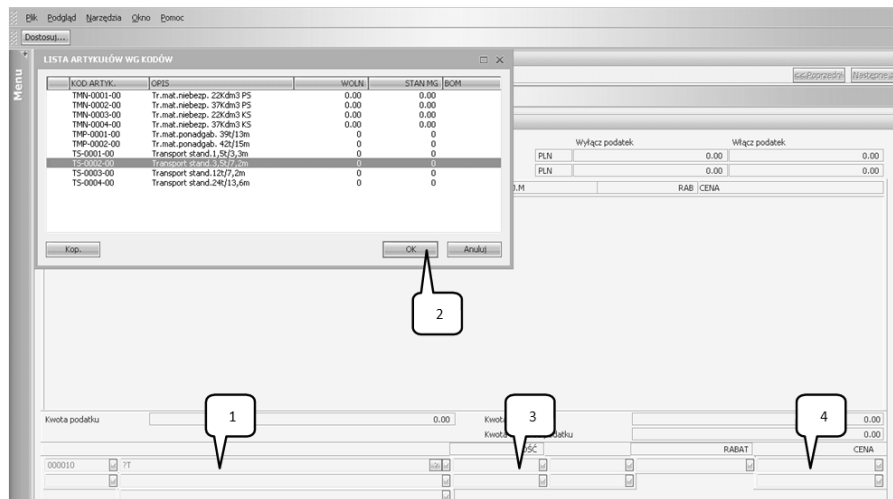 Plik Podgląd Narzędzia Okno Pomoc
Dostosuj...
Menu
LISTA ARTYKUŁÓW WG KODÓW
<< Poprzedni Następne >
KOD ARTYK. OPIS WOLN STAN MG BOM
TMN-0001-00 Tr.mat.niebezp. 22Kdm3 PS 0.00 0.00
TMN-0002-00 Tr.mat.niebezp. 37Kdm3 PS 0.00 0.00
TMN-0003-00 Tr.mat.niebezp. 22Kdm3 KS 0.00 0.00
TMN-0004-00 Tr.mat.niebezp. 37Kdm3 KS 0.00 0.00
TMP-0001-00 Tr.mat.ponadgab. 39t/13m 0 0
TMP-0002-00 Tr.mat.ponadgab. 42t/15m 0 0
TS-0001-00 Transport stand.1,5t/3,3m 0 0
TS-0002-00 Transport stand.3,5t/7,2m 0 0
TS-0003-00 Transport stand.12t/7,2m 0 0
TS-0004-00 Transport stand.24t/13,6m 0 0
Wyłącz podatek Włącz podatek
PLN 0.00 0.00
PLN 0.00 0.00
J.M RAB CENA
Kop. OK Anuluj
2
1 3 4
Kwota podatku 0.00 Kwo 0.00
Kwota datku 0.00
OŚĆ RABAT CENA
000010 ?T